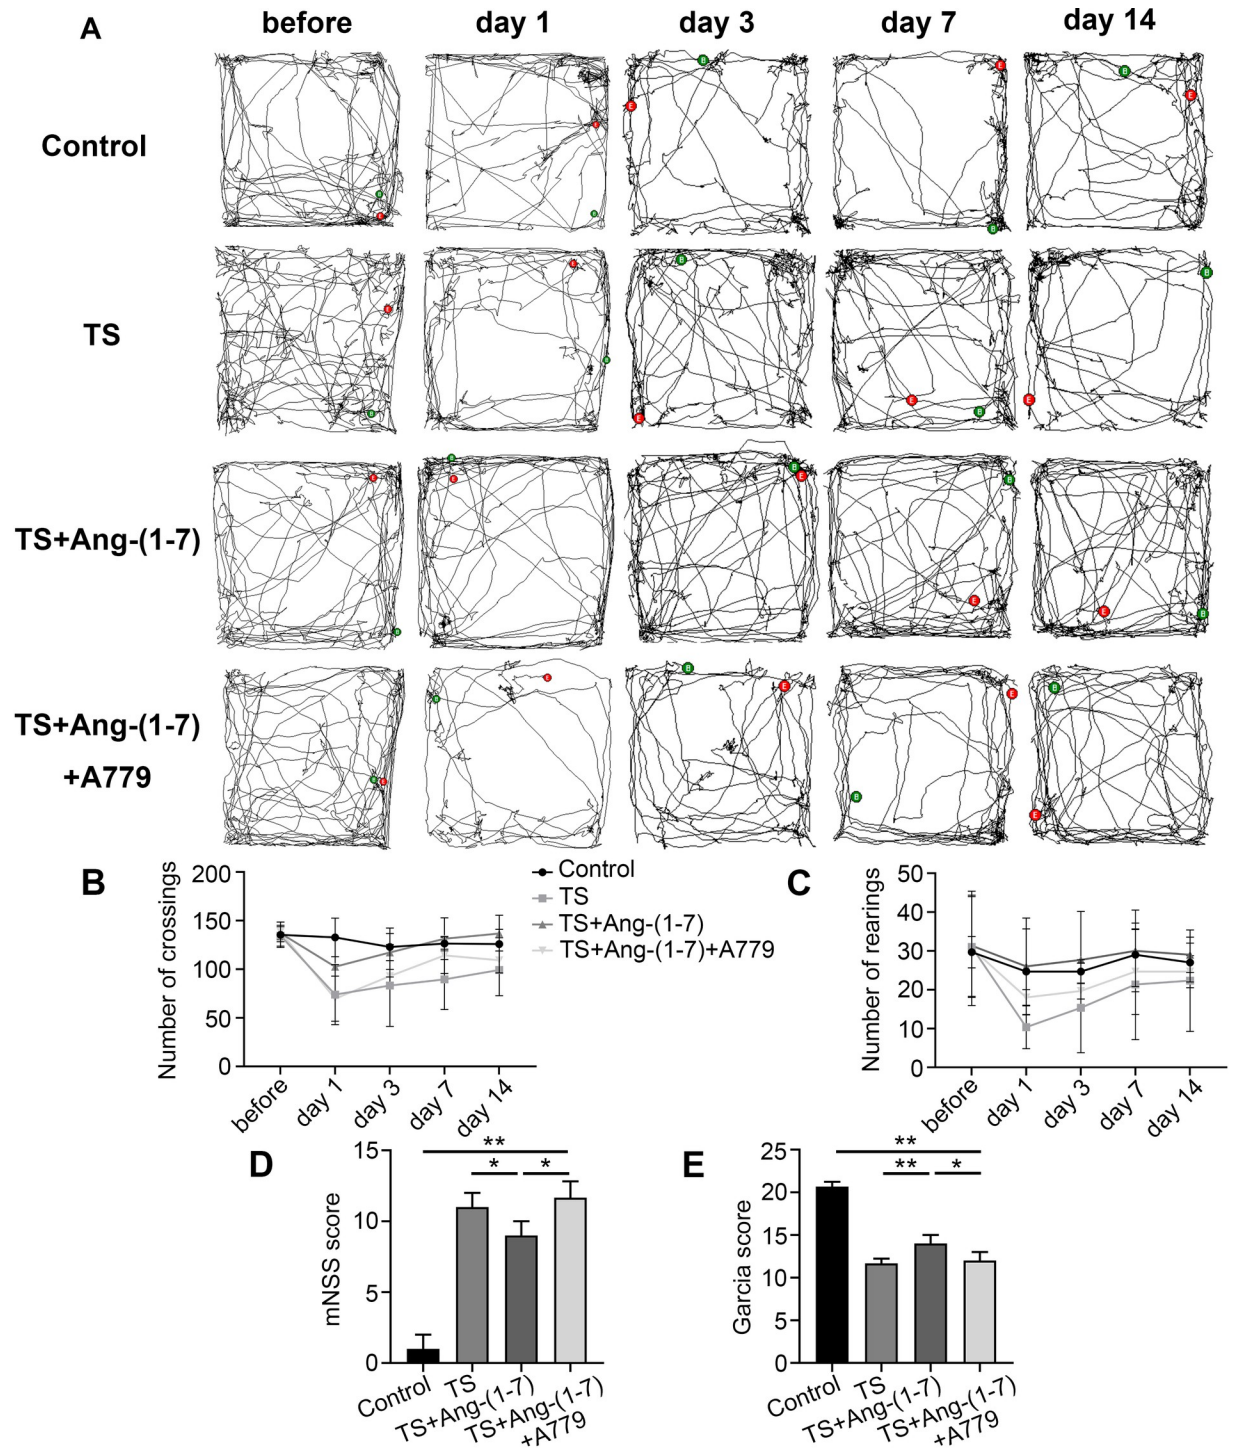 A
before
day 1
day 3
day 7
day 14
Control
E
B
E
B
B
E
E
B
B
E
TS
E
B
E
B
B
E
E
B
B
E
TS+Ang-(1-7)
E
B
B
E
B
E
B
E
E
B
TS+Ang-(1-7)
+A779
B
E
B
E
B
E
B
E
B
E
B
Number of crossings
200
150
100
50
0
before
day 1
day 3
day 7
day 14
Control
TS
TS+Ang-(1-7)
TS+Ang-(1-7)+A779
C
Number of rearings
50
40
30
20
10
0
before
day 1
day 3
day 7
day 14
D
mNSS score
15
10
5
0
**
*
*
Control
TS
TS+Ang-(1-7)
TS+Ang-(1-7)
+A779
E
Garcia score
25
20
15
10
5
0
**
**
*
Control
TS
TS+Ang-(1-7)
TS+Ang-(1-7)
+A779